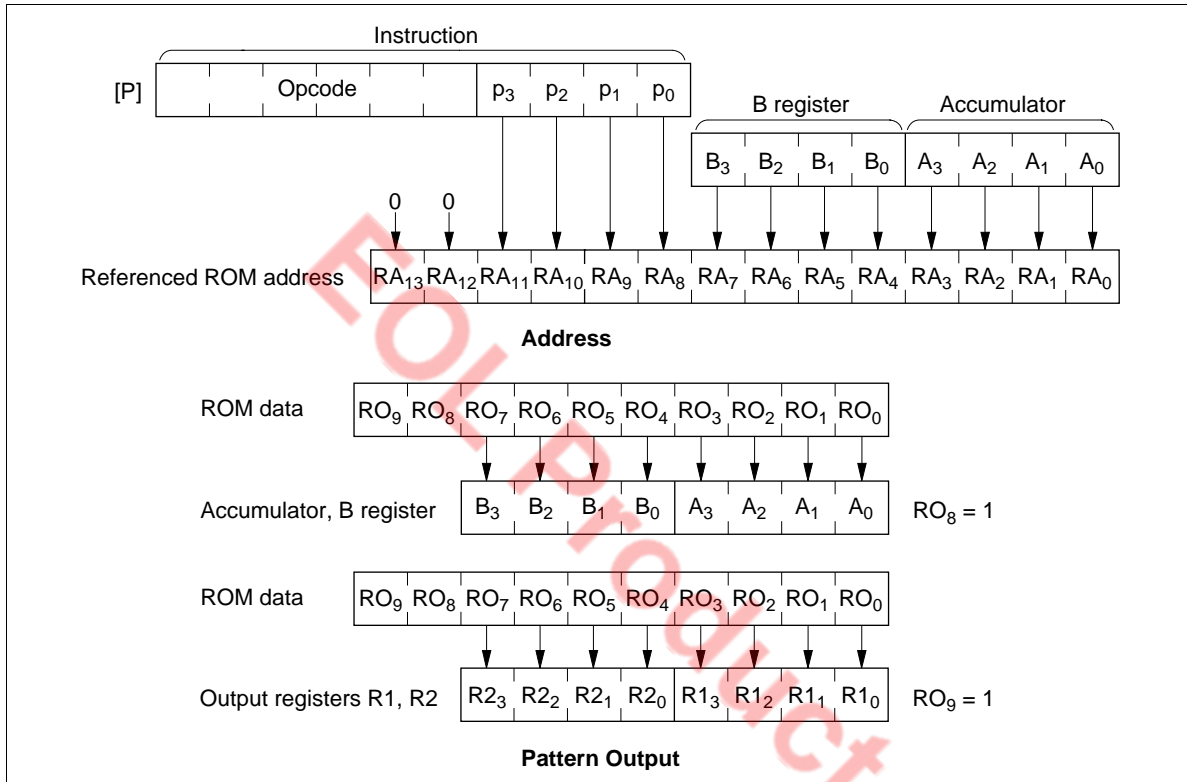 Instruction
[P] Opcode p3 p2 p1 p0
B register Accumulator
B3 B2 B1 B0 A3 A2 A1 A0
0 0
Referenced ROM address RA13 RA12 RA11 RA10 RA9 RA8 RA7 RA6 RA5 RA4 RA3 RA2 RA1 RA0
Address
ROM data RO9 RO8 RO7 RO6 RO5 RO4 RO3 RO2 RO1 RO0
Accumulator, B register B3 B2 B1 B0 A3 A2 A1 A0 RO8 = 1
ROM data RO9 RO8 RO7 RO6 RO5 RO4 RO3 RO2 RO1 RO0
Output registers R1, R2 R23 R22 R21 R20 R13 R12 R11 R10 RO9 = 1
Pattern Output
EOL Product